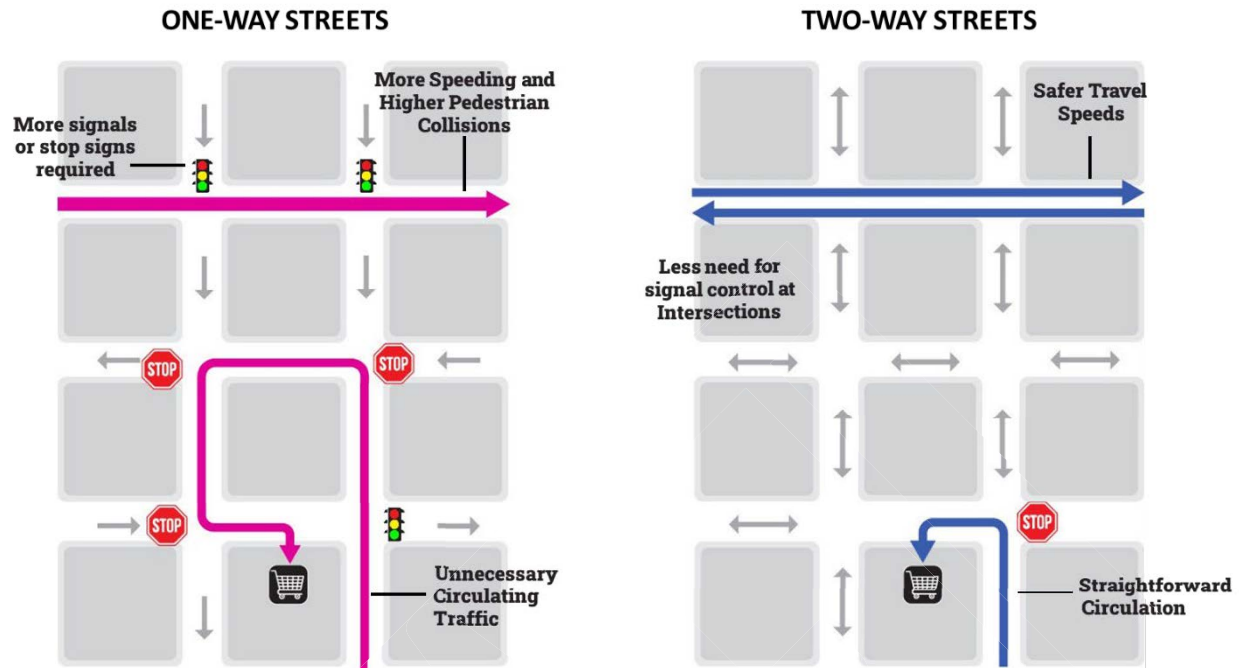 ONE-WAY STREETS
More signals
or stop signs
required
More Speeding and
Higher Pedestrian
Collisions
STOP
STOP
STOP
Unnecessary
Circulating
Traffic
TWO-WAY STREETS
Safer Travel
Speeds
Less need for
signal control at
Intersections
STOP
Straightforward
Circulation